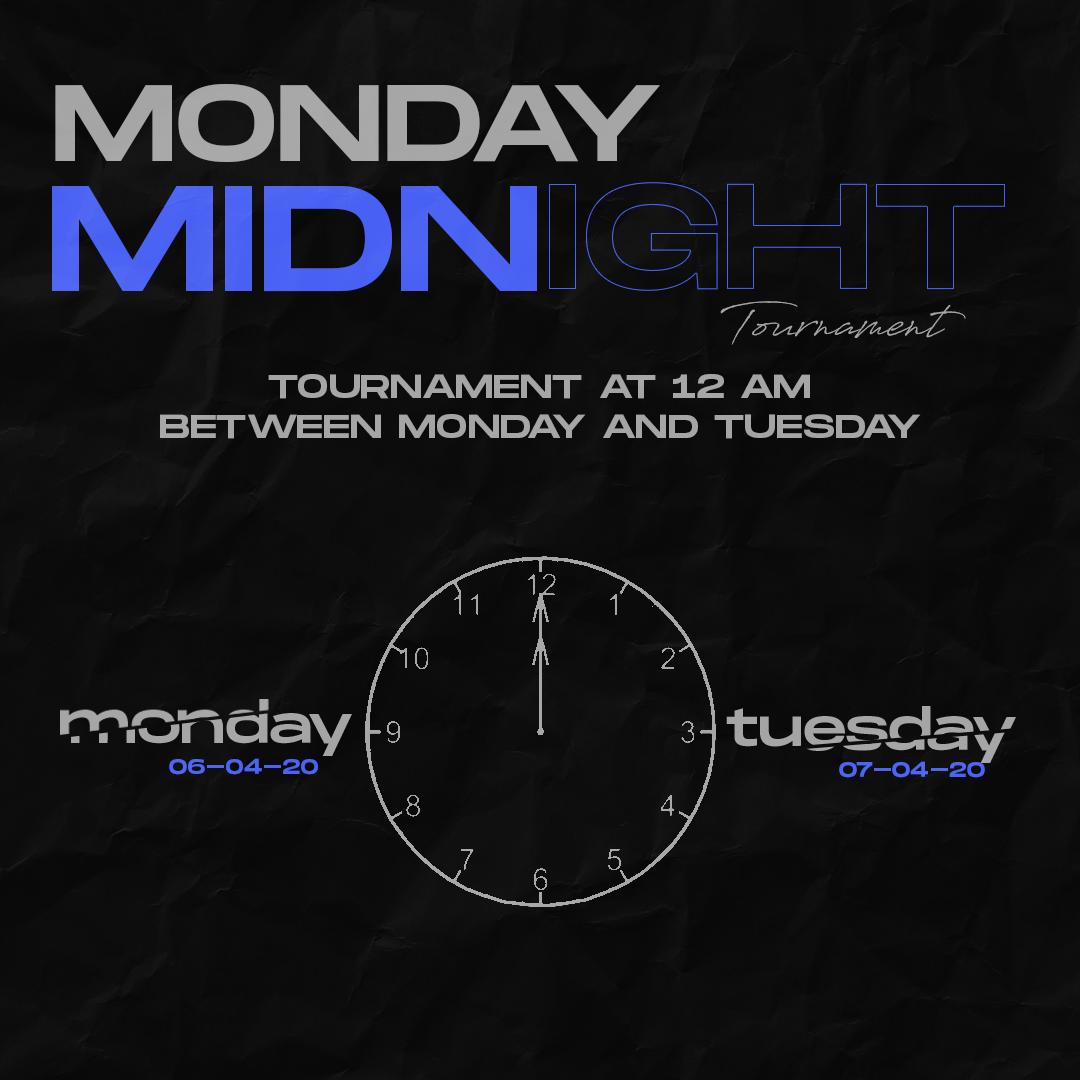 MONDAY
MIDNIGHT
Tournament
TOURNAMENT AT 12 AM
BETWEEN MONDAY AND TUESDAY
12
11
1
10
2
monday
9
3
tuesday
06-04-20
07-04-20
8
4
7
5
6